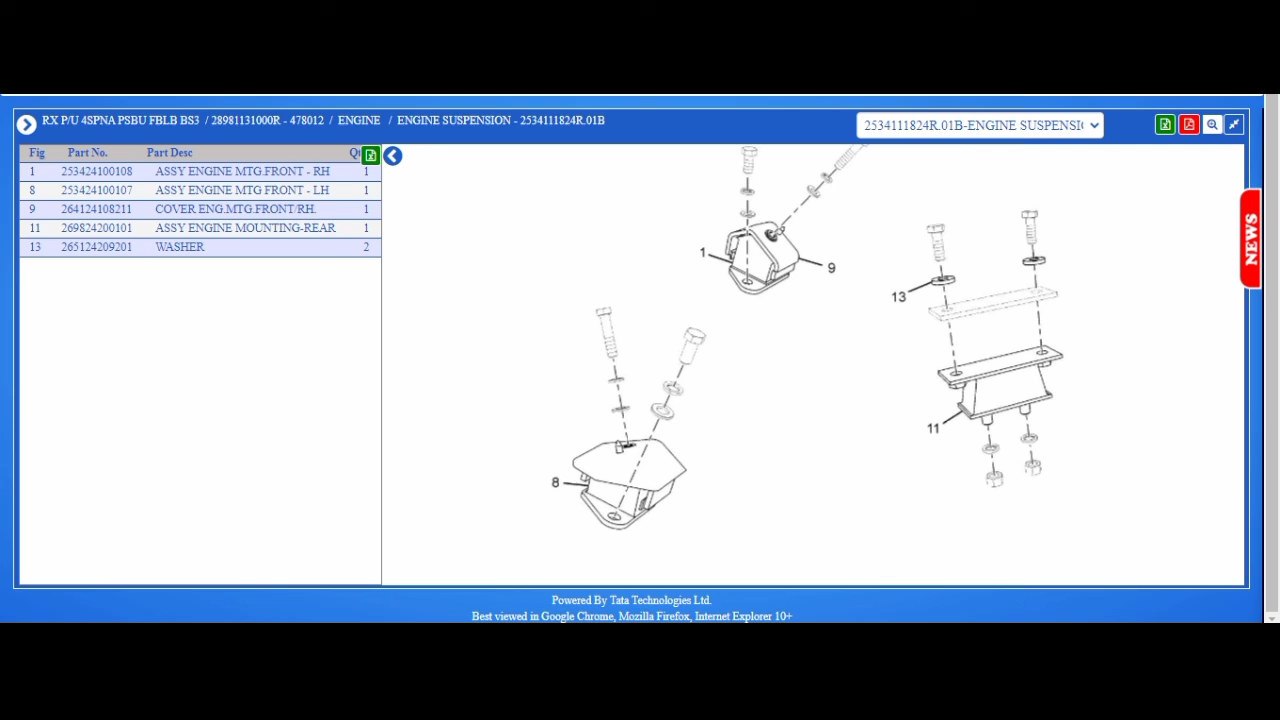 RX P/U 4SPNA PSBU FBLB BS3 / 28981131000R - 478012 / ENGINE / ENGINE SUSPENSION - 2534111824R.01B
2534111824R.01B-ENGINE SUSPENSI
Fig Part No. Part Desc
1 253424100108 ASSY ENGINE MTG.FRONT - RH 1
8 253424100107 ASSY ENGINE MTG FRONT - LH 1
9 264124108211 COVER ENG.MTG.FRONT/RH. 1
11 269824200101 ASSY ENGINE MOUNTING-REAR 1
13 265124209201 WASHER 2
1
9
13
11
8
NEWS
Powered By Tata Technologies Ltd.
Best viewed in Google Chrome, Mozilla Firefox, Internet Explorer 10+